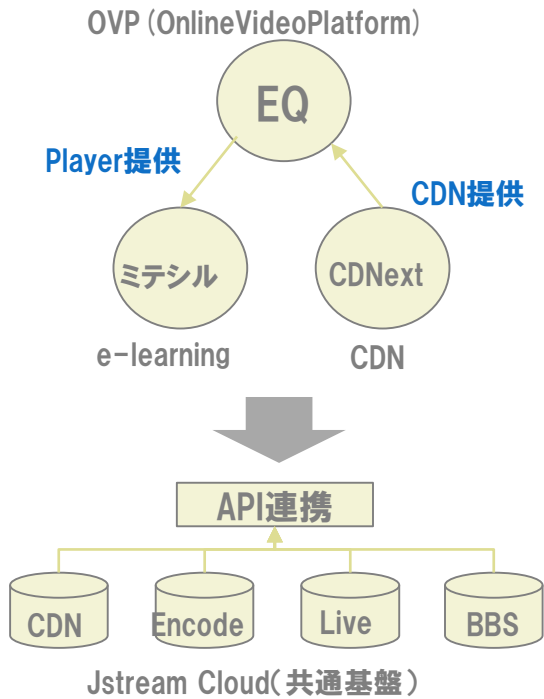 OVP(OnlineVideoPlatform)
EQ
Player提供
CDN提供
ミテシル
CDNext
e-learning
CDN
API連携
CDN
Encode
Live
BBS
Jstream Cloud(共通基盤)